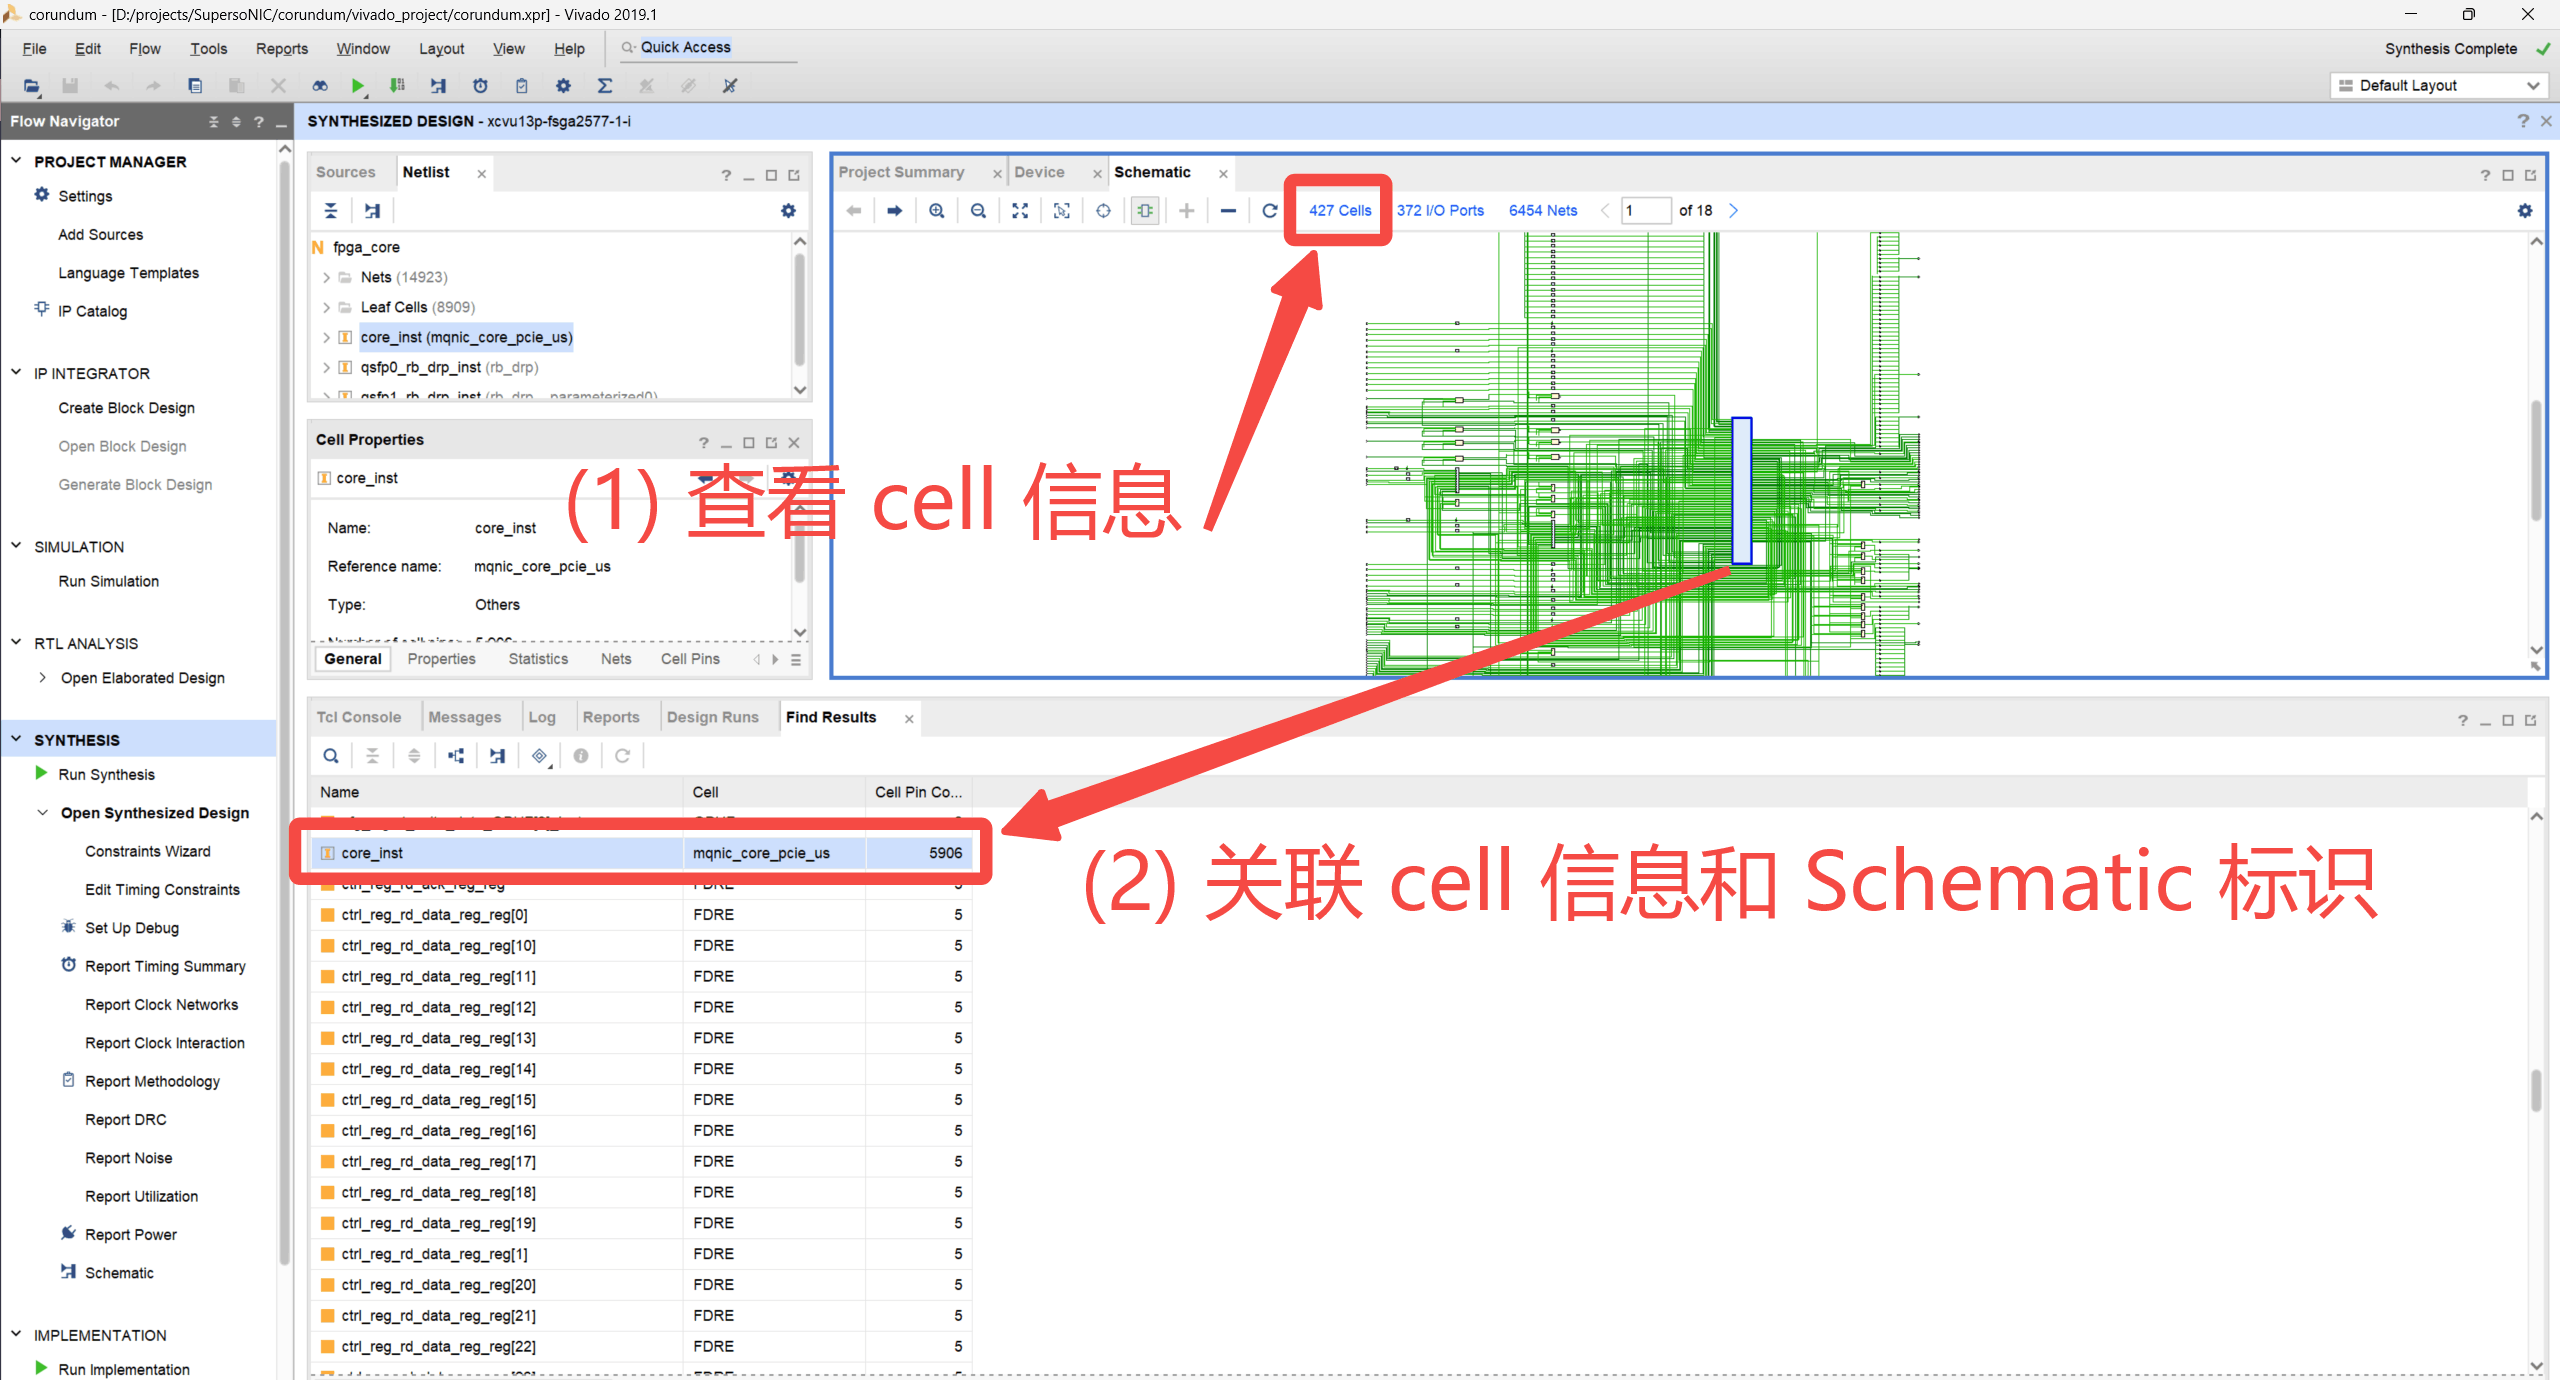 corundum - [D:/projects/SupersoNIC/corundum/vivado_project/corundum.xpr] - Vivado 2019.1
File Edit Flow Tools Reports Window Layout View Help Quick Access
Synthesis Complete
Default Layout
Flow Navigator
PROJECT MANAGER
Settings
Add Sources
Language Templates
IP Catalog
IP INTEGRATOR
Create Block Design
Open Block Design
Generate Block Design
SIMULATION
Run Simulation
RTL ANALYSIS
Open Elaborated Design
SYNTHESIS
Run Synthesis
Open Synthesized Design
Constraints Wizard
Edit Timing Constraints
Set Up Debug
Report Timing Summary
Report Clock Networks
Report Clock Interaction
Report Methodology
Report DRC
Report Noise
Report Utilization
Report Power
Schematic
IMPLEMENTATION
Run Implementation
SYNTHESIZED DESIGN - xcvu13p-fsga2577-1-i
Sources Netlist
fpga_core
Nets (14923)
Leaf Cells (8909)
core_inst (mqnic_core_pcie_us)
qsfp0_rb_drp_inst (rb_drp)
Cell Properties
core_inst
Name: core_inst
Reference name: mqnic_core_pcie_us
Type: Others
General Properties Statistics Nets Cell Pins
Project Summary Device Schematic
427 Cells 372 I/O Ports 6454 Nets 1 of 18
(1) 查看 cell 信息
Tcl Console Messages Log Reports Design Runs Find Results
Name Cell Cell Pin Co...
core_inst mqnic_core_pcie_us 5906
ctrl_reg_rd_data_reg_reg[0] FDRE 5
ctrl_reg_rd_data_reg_reg[10] FDRE 5
ctrl_reg_rd_data_reg_reg[11] FDRE 5
ctrl_reg_rd_data_reg_reg[12] FDRE 5
ctrl_reg_rd_data_reg_reg[13] FDRE 5
ctrl_reg_rd_data_reg_reg[14] FDRE 5
ctrl_reg_rd_data_reg_reg[15] FDRE 5
ctrl_reg_rd_data_reg_reg[16] FDRE 5
ctrl_reg_rd_data_reg_reg[17] FDRE 5
ctrl_reg_rd_data_reg_reg[18] FDRE 5
ctrl_reg_rd_data_reg_reg[19] FDRE 5
ctrl_reg_rd_data_reg_reg[1] FDRE 5
ctrl_reg_rd_data_reg_reg[20] FDRE 5
ctrl_reg_rd_data_reg_reg[21] FDRE 5
ctrl_reg_rd_data_reg_reg[22] FDRE 5
(2) 关联 cell 信息和 Schematic 标识